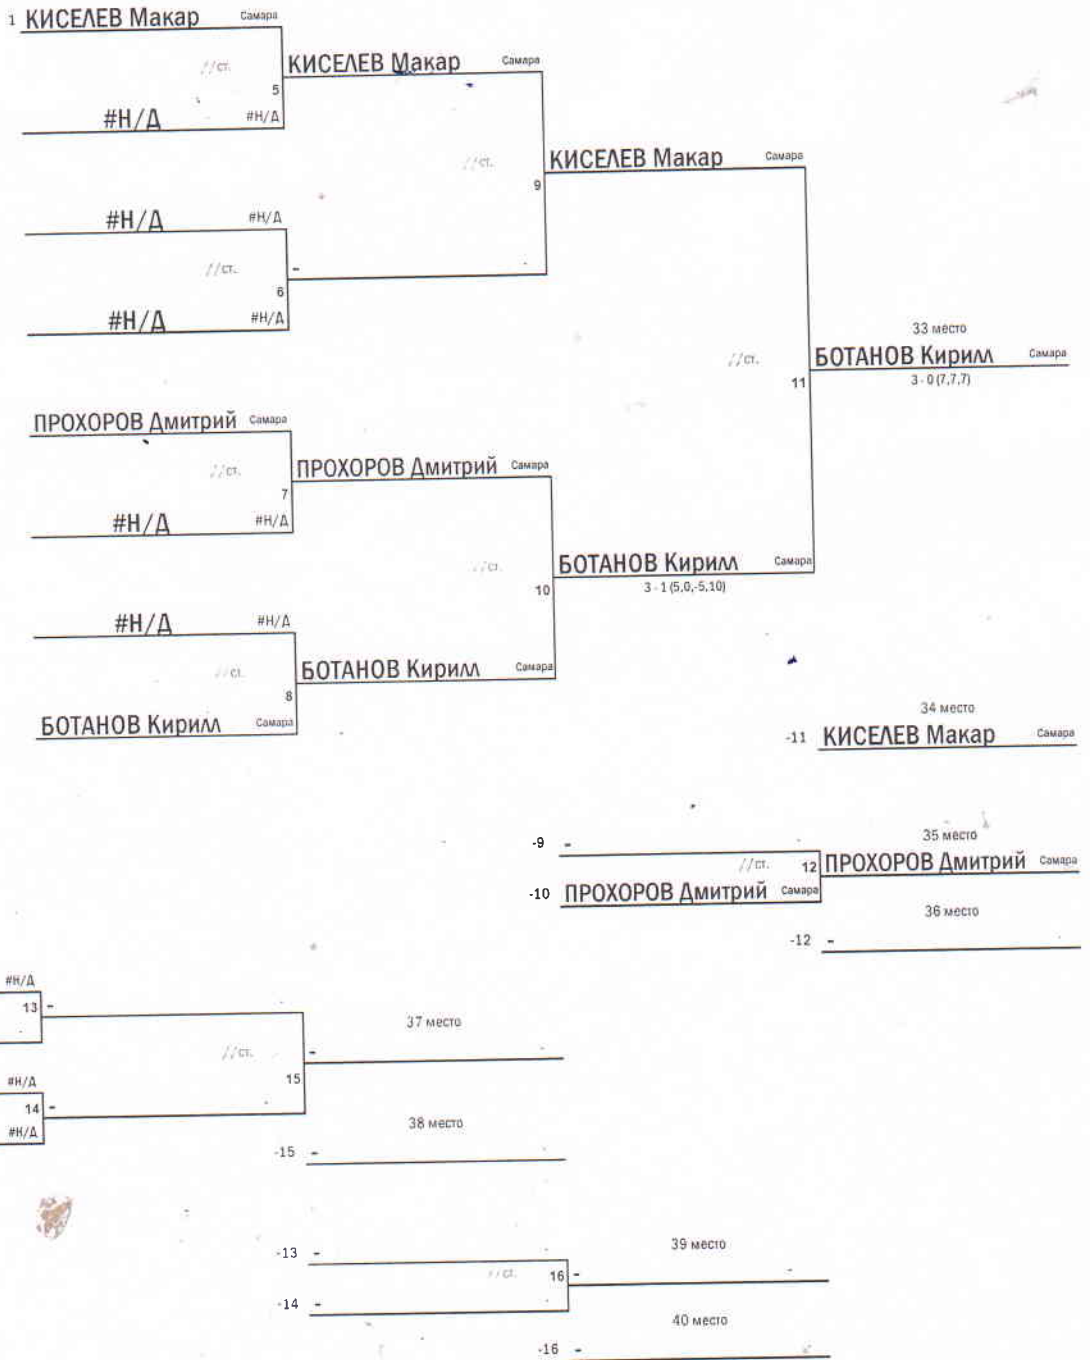 1 КИСЕЛЕВ Макар Самара
//ст.
КИСЕЛЕВ Макар Самара
5
#Н/Д #Н/Д
//ст.
КИСЕЛЕВ Макар Самара
9
#Н/Д #Н/Д
//ст.
-
6
#Н/Д #Н/Д
33 место
//ст.
БОТАНОВ Кирилл Самара
11
3 - 0 (7,7,7)
ПРОХОРОВ Дмитрий Самара
//ст.
ПРОХОРОВ Дмитрий Самара
7
#Н/Д #Н/Д
//ст.
БОТАНОВ Кирилл Самара
10
3 - 1 (5,0,-5,10)
#Н/Д #Н/Д
//ст.
БОТАНОВ Кирилл Самара
8
БОТАНОВ Кирилл Самара
34 место
-11 КИСЕЛЕВ Макар Самара
-9 -
35 место
//ст. 12 ПРОХОРОВ Дмитрий Самара
-10 ПРОХОРОВ Дмитрий Самара
36 место
-12 -
#Н/Д
13 -
37 место
//ст.
-
15
#Н/Д
14 -
#Н/Д
38 место
-15 -
-13 -
39 место
//ст. 16 -
-14 -
40 место
-16 -